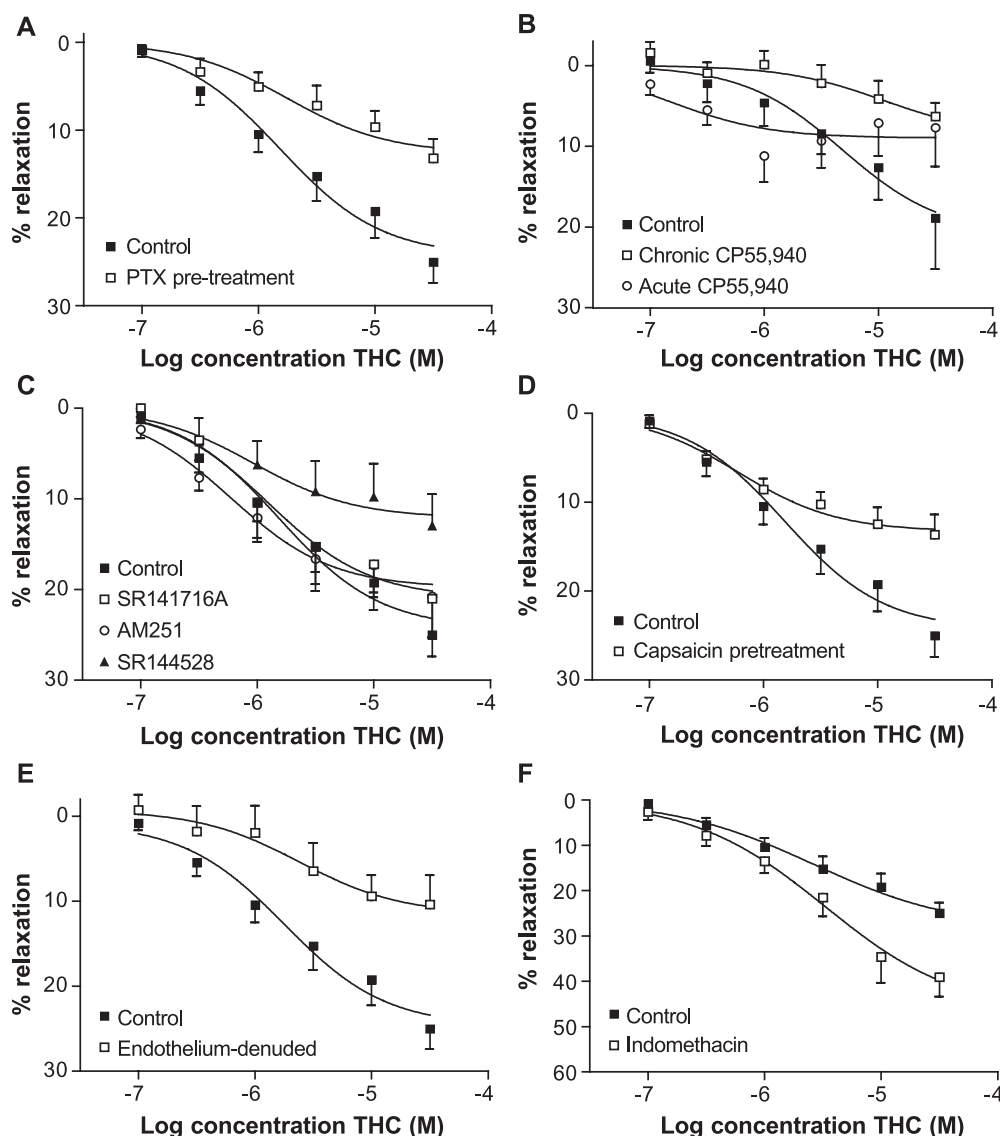 A
0
10
20
30
% relaxation
Control
PTX pre-treatment
-7 -6 -5 -4
Log concentration THC (M)
B
0
10
20
30
% relaxation
Control
Chronic CP55,940
Acute CP55,940
-7 -6 -5 -4
Log concentration THC (M)
C
0
10
20
30
% relaxation
Control
SR141716A
AM251
SR144528
-7 -6 -5 -4
Log concentration THC (M)
D
0
10
20
30
% relaxation
Control
Capsaicin pretreatment
-7 -6 -5 -4
Log concentration THC (M)
E
0
10
20
30
% relaxation
Control
Endothelium-denuded
-7 -6 -5 -4
Log concentration THC (M)
F
0
10
20
30
40
50
60
% relaxation
Control
Indomethacin
-7 -6 -5 -4
Log concentration THC (M)